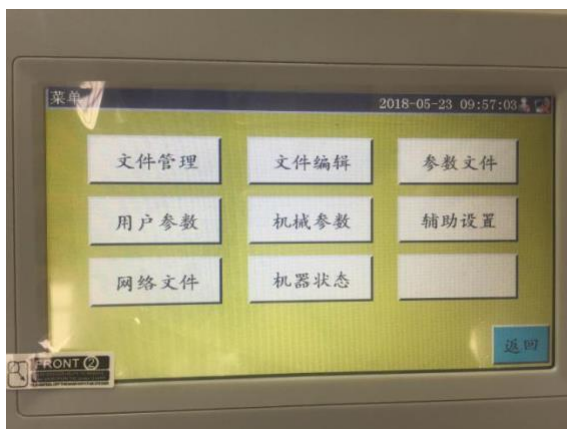 菜单
2018-05-23 09:57:03
文件管理 文件编辑 参数文件
用户参数 机械参数 辅助设置
网络文件 机器状态
返回
FRONT ②